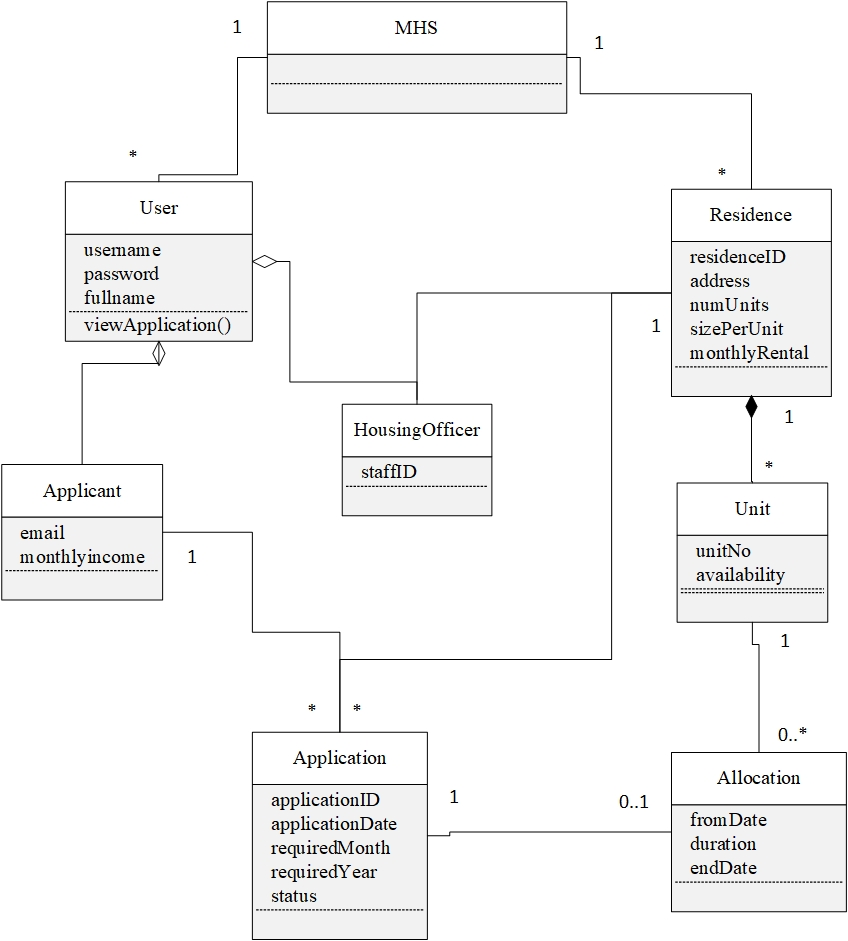 MHS
1
1
*
*
User
username
password
fullname
viewApplication()
Residence
residenceID
address
numUnits
sizePerUnit
monthlyRental
1
1
HousingOfficer
staffID
*
Applicant
email
monthlyincome
1
Unit
unitNo
availability
1
*
*
0..*
Application
applicationID
applicationDate
requiredMonth
requiredYear
status
1
0..1
Allocation
fromDate
duration
endDate